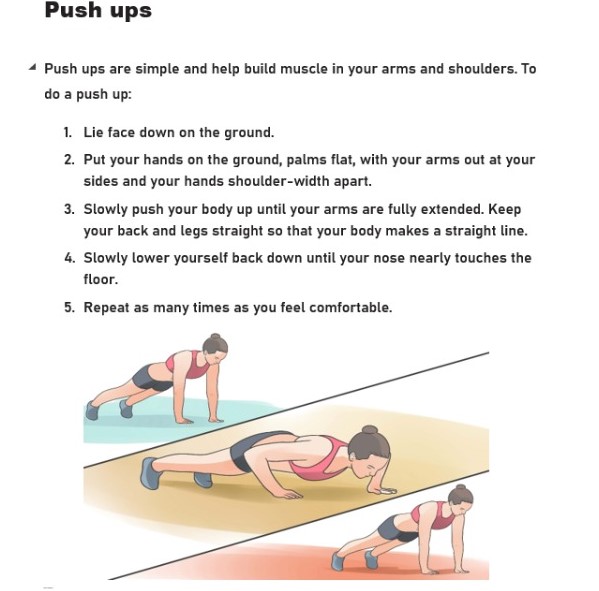 Push ups
Push ups are simple and help build muscle in your arms and shoulders. To
do a push up:
1. Lie face down on the ground.
2. Put your hands on the ground, palms flat, with your arms out at your
sides and your hands shoulder-width apart.
3. Slowly push your body up until your arms are fully extended. Keep
your back and legs straight so that your body makes a straight line.
4. Slowly lower yourself back down until your nose nearly touches the
floor.
5. Repeat as many times as you feel comfortable.